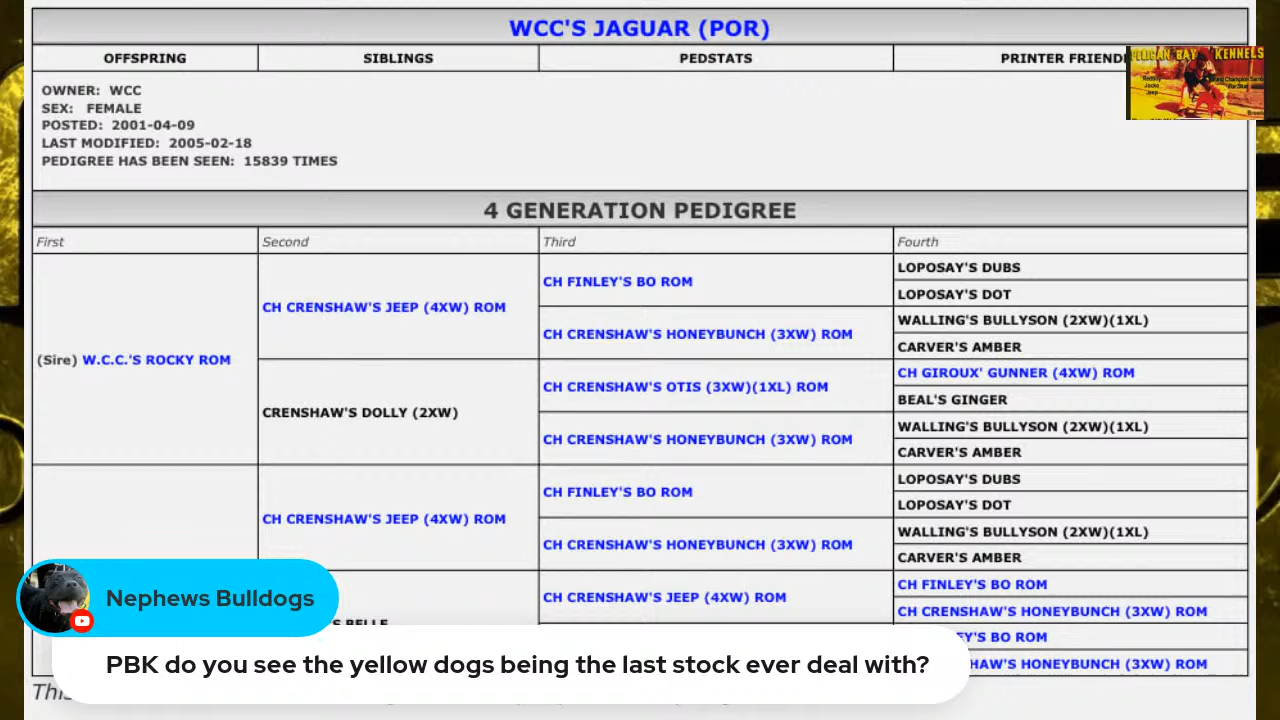 WCC'S JAGUAR (POR)
OFFSPRING SIBLINGS PEDSTATS PRINTER
KENNELS
OWNER: WCC
SEX: FEMALE
POSTED: 2001-04-09
LAST MODIFIED: 2005-02-18
PEDIGREE HAS BEEN SEEN: 15839 TIMES
4 GENERATION PEDIGREE
First Second Third Fourth
(Sire) W.C.C.'S ROCKY ROM
CH CRENSHAW'S JEEP (4XW) ROM
CH FINLEY'S BO ROM
LOPOSAY'S DUBS
LOPOSAY'S DOT
CH CRENSHAW'S HONEYBUNCH (3XW) ROM
WALLING'S BULLYSON (2XW)(1XL)
CARVER'S AMBER
CRENSHAW'S DOLLY (2XW)
CH CRENSHAW'S OTIS (3XW)(1XL) ROM
CH GIROUX' GUNNER (4XW) ROM
BEAL'S GINGER
CH CRENSHAW'S HONEYBUNCH (3XW) ROM
WALLING'S BULLYSON (2XW)(1XL)
CARVER'S AMBER
CH CRENSHAW'S JEEP (4XW) ROM
CH FINLEY'S BO ROM
LOPOSAY'S DUBS
LOPOSAY'S DOT
CH CRENSHAW'S HONEYBUNCH (3XW) ROM
WALLING'S BULLYSON (2XW)(1XL)
CARVER'S AMBER
BELLE
CH CRENSHAW'S JEEP (4XW) ROM
CH FINLEY'S BO ROM
CH CRENSHAW'S HONEYBUNCH (3XW) ROM
BO ROM
HONEYBUNCH (3XW) ROM
Nephews Bulldogs
PBK do you see the yellow dogs being the last stock ever deal with?